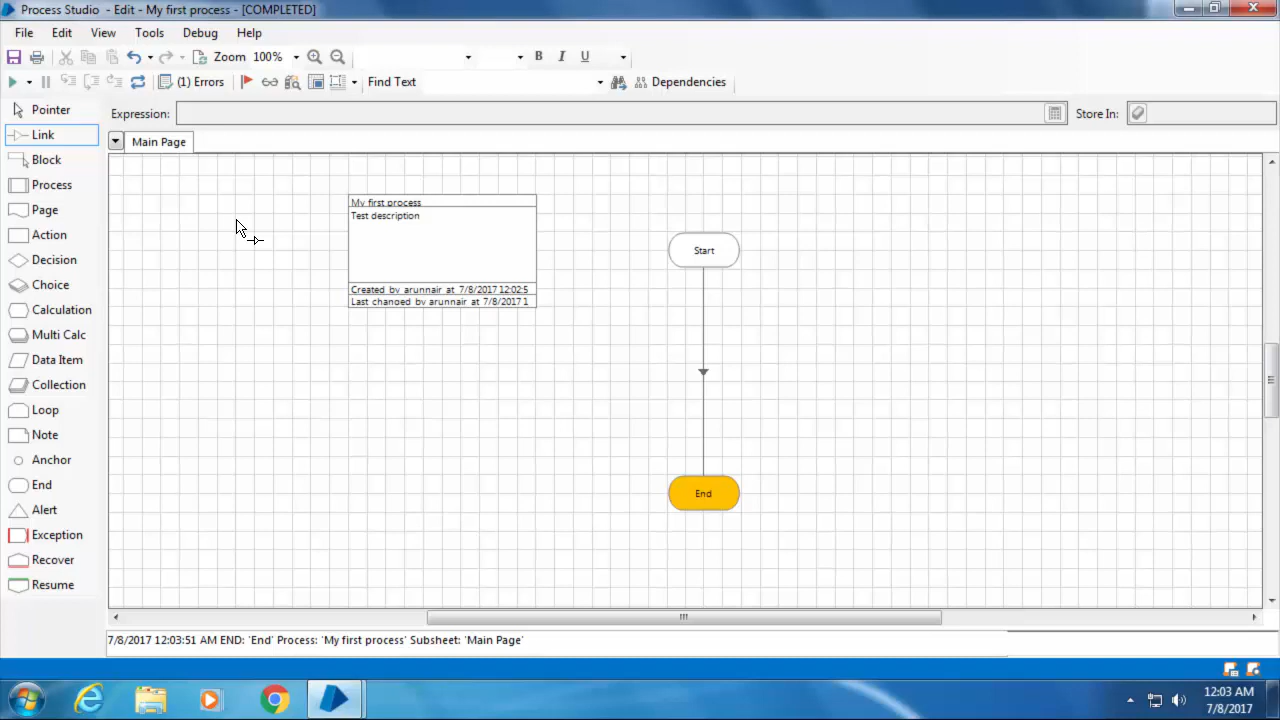 Process Studio - Edit - My first process - [COMPLETED]
File Edit View Tools Debug Help
Zoom 100% B I U
(1) Errors Find Text Dependencies
Pointer
Link
Block
Process
Page
Action
Decision
Choice
Calculation
Multi Calc
Data Item
Collection
Loop
Note
Anchor
End
Alert
Exception
Recover
Resume
Expression: Store In:
Main Page
My first process
Test description
Created by arunnair at 7/8/2017 12:02:5
Last changed by arunnair at 7/8/2017 1
Start
End
7/8/2017 12:03:51 AM END: 'End' Process: 'My first process' Subsheet: 'Main Page'
12:03 AM
7/8/2017